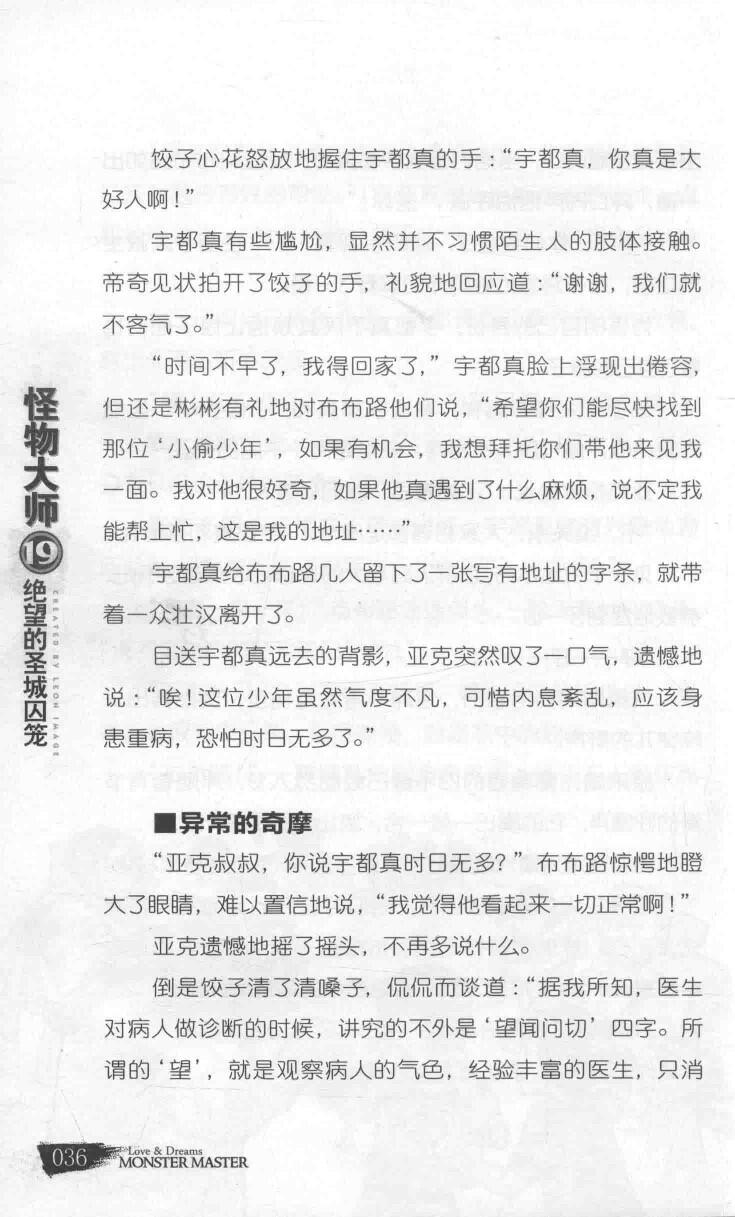 饺子心花怒放地握住宇都真的手：“宇都真，你真是大
好人啊！”
宇都真有些尴尬，显然并不习惯陌生人的肢体接触。
帝奇见状拍开了饺子的手，礼貌地回应道：“谢谢，我们就
不客气了。”
“时间不早了，我得回家了，”宇都真脸上浮现出倦容，
但还是彬彬有礼地对布布路他们说，“希望你们能尽快找到
那位‘小偷少年’，如果有机会，我想拜托你们带他来见我
一面。我对他很好奇，如果他真遇到了什么麻烦，说不定我
能帮上忙，这是我的地址……”
宇都真给布布路几人留下了一张写有地址的字条，就带
着一众壮汉离开了。
目送宇都真远去的背影，亚克突然叹了一口气，遗憾地
说：“唉！这位少年虽然气度不凡，可惜内息紊乱，应该身
患重病，恐怕时日无多了。”
■异常的奇摩
“亚克叔叔，你说宇都真时日无多？”布布路惊愕地瞪
大了眼睛，难以置信地说，“我觉得他看起来一切正常啊！”
亚克遗憾地摇了摇头，不再多说什么。
倒是饺子清了清嗓子，侃侃而谈道：“据我所知，医生
对病人做诊断的时候，讲究的不外是‘望闻问切’四字。所
谓的‘望’，就是观察病人的气色，经验丰富的医生，只消
怪物大师⑲绝望的圣城囚笼
CREATED BY LEON IMAGE
036
Love & Dreams
MONSTER MASTER